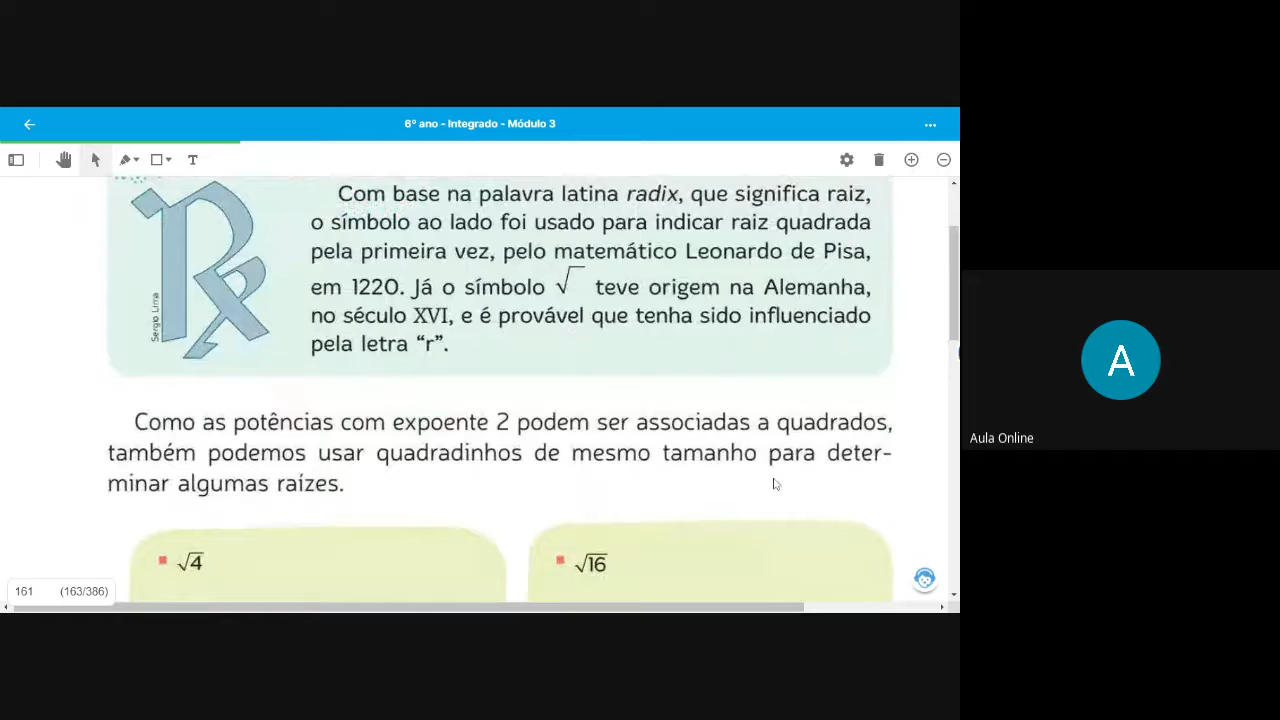 6º ano - Integrado - Módulo 3
T
Com base na palavra latina radix, que significa raiz,
o símbolo ao lado foi usado para indicar raiz quadrada
pela primeira vez, pelo matemático Leonardo de Pisa,
em 1220. Já o símbolo √ teve origem na Alemanha,
no século XVI, e é provável que tenha sido influenciado
pela letra “r”.
Sergio Lima
Como as potências com expoente 2 podem ser associadas a quadrados,
também podemos usar quadradinhos de mesmo tamanho para deter-
minar algumas raízes.
√4
√16
161 (163/386)
A
Aula Online